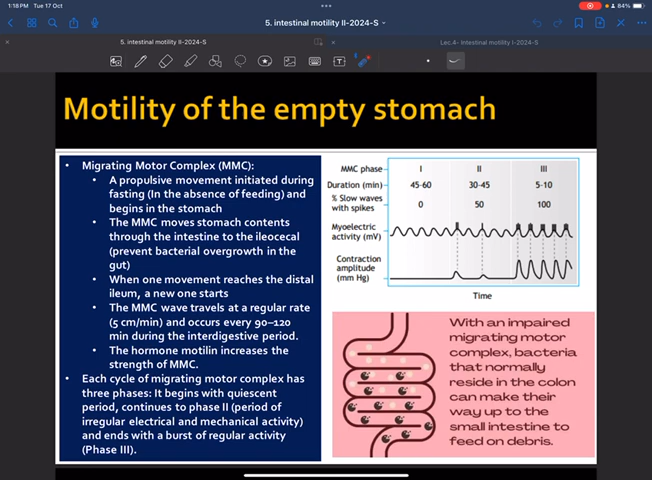 1:18 PM Tue 17 Oct
84%
5. intestinal motility II-2024-S
5. intestinal motility II-2024-S
Lec.4- Intestinal motility I-2024-S
Motility of the empty stomach
• Migrating Motor Complex (MMC):
• A propulsive movement initiated during
fasting (In the absence of feeding) and
begins in the stomach
• The MMC moves stomach contents
through the intestine to the ileocecal
(prevent bacterial overgrowth in the
gut)
• When one movement reaches the distal
ileum, a new one starts
• The MMC wave travels at a regular rate
(5 cm/min) and occurs every 90–120
min during the interdigestive period.
• The hormone motilin increases the
strength of MMC.
• Each cycle of migrating motor complex has
three phases: It begins with quiescent
period, continues to phase II (period of
irregular electrical and mechanical activity)
and ends with a burst of regular activity
(Phase III).
MMC phase I II III
Duration (min) 45-60 30-45 5-10
% Slow waves
with spikes 0 50 100
Myoelectric
activity (mV)
Contraction
amplitude
(mm Hg)
Time
With an impaired
migrating motor
complex, bacteria
that normally
reside in the colon
can make their
way up to the
small intestine to
feed on debris.